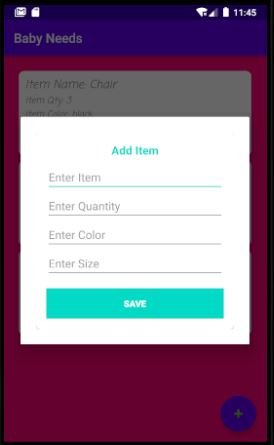 11:45
Baby Needs
Item Name: Chair
Item Qty: 3
Item Color: black
Add Item
Enter Item
Enter Quantity
Enter Color
Enter Size
SAVE
+